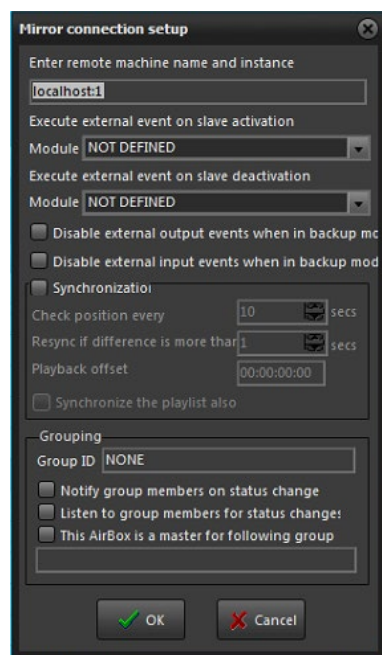 Mirror connection setup
Enter remote machine name and instance
localhost:1
Execute external event on slave activation
Module NOT DEFINED
Execute external event on slave deactivation
Module NOT DEFINED
Disable external output events when in backup mc
Disable external input events when in backup mod
Synchronization
Check position every 10 secs
Resync if difference is more than 1 secs
Playback offset 00:00:00:00
Synchronize the playlist also
Grouping
Group ID NONE
Notify group members on status change
Listen to group members for status changes
This AirBox is a master for following group
OK Cancel